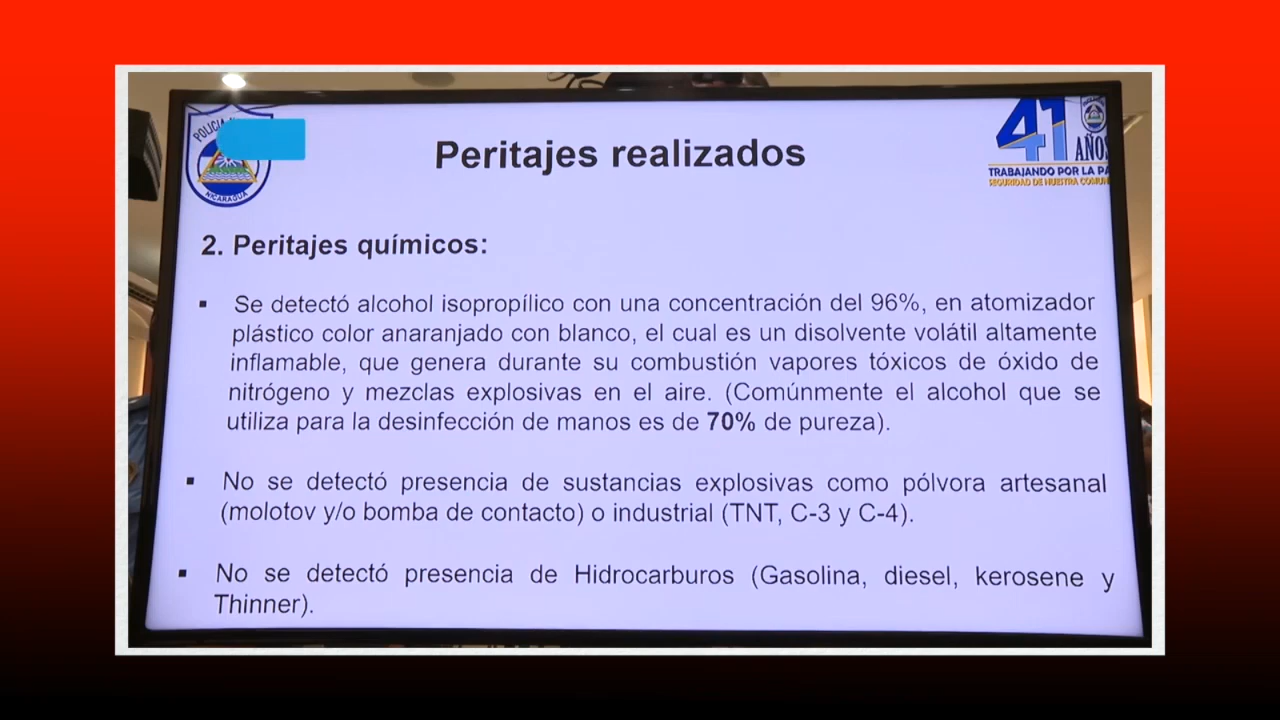 POLICIA
NICARAGUA
Peritajes realizados
41
AÑOS
TRABAJANDO POR LA
SEGURIDAD DE NUESTRA
2. Peritajes químicos:
▪ Se detectó alcohol isopropílico con una concentración del 96%, en atomizador
plástico color anaranjado con blanco, el cual es un disolvente volátil altamente
inflamable, que genera durante su combustión vapores tóxicos de óxido de
nitrógeno y mezclas explosivas en el aire. (Comúnmente el alcohol que se
utiliza para la desinfección de manos es de 70% de pureza).
▪ No se detectó presencia de sustancias explosivas como pólvora artesanal
(molotov y/o bomba de contacto) o industrial (TNT, C-3 y C-4).
▪ No se detectó presencia de Hidrocarburos (Gasolina, diesel, kerosene y
Thinner).